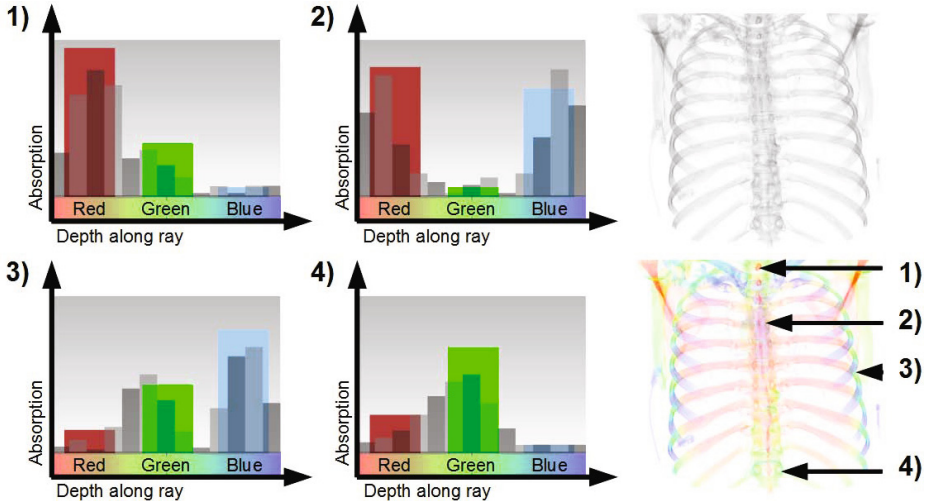 1)
Absorption
Red Green Blue
Depth along ray
2)
Absorption
Red Green Blue
Depth along ray
3)
Absorption
Red Green Blue
Depth along ray
4)
Absorption
Red Green Blue
Depth along ray
1)
2)
3)
4)